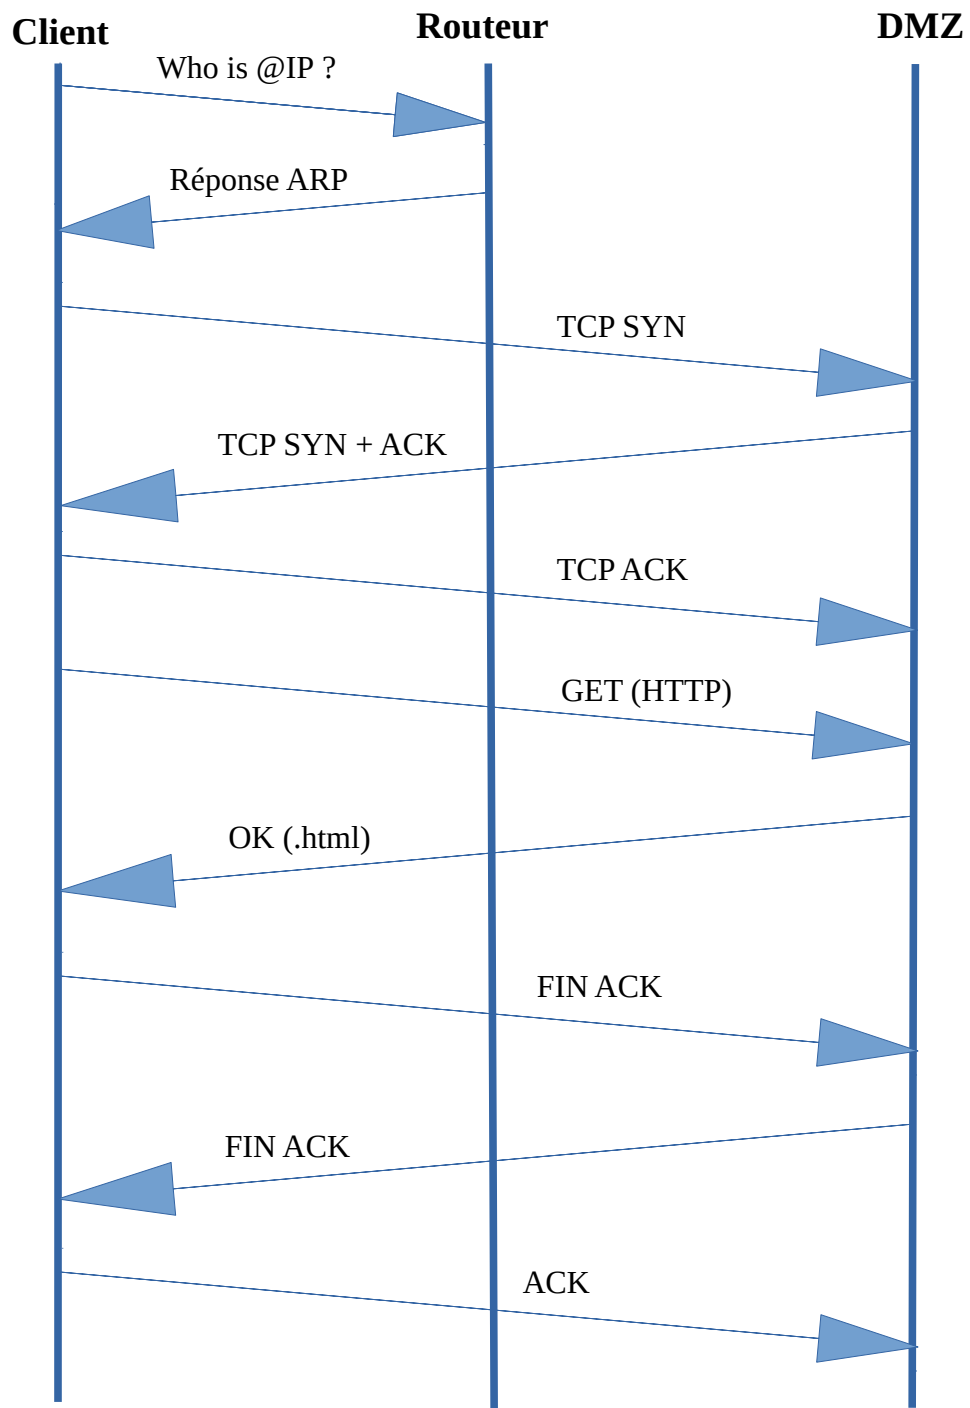 Client
Routeur
DMZ
Who is @IP ?
Réponse ARP
TCP SYN
TCP SYN + ACK
TCP ACK
GET (HTTP)
OK (.html)
FIN ACK
FIN ACK
ACK